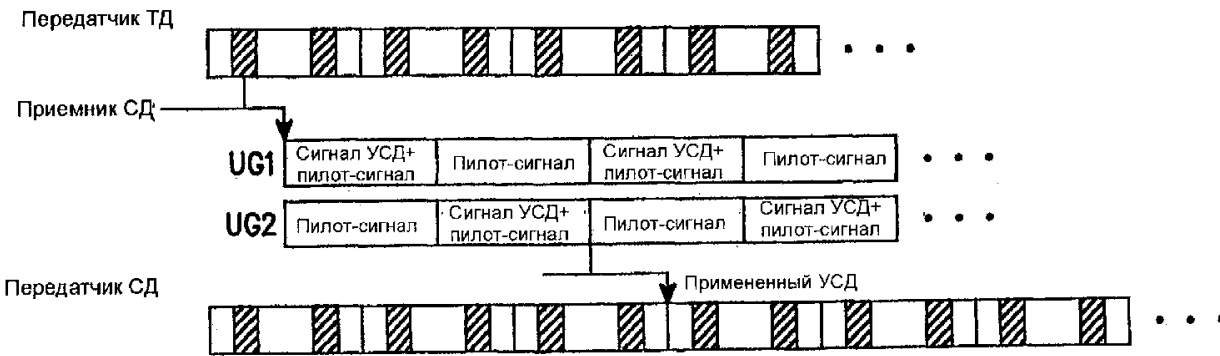 Передатчик ТД
Приемник СД
UG1
Сигнал УСД+
пилот-сигнал
Пилот-сигнал
Сигнал УСД+
пилот-сигнал
Пилот-сигнал
UG2
Пилот-сигнал
Сигнал УСД+
пилот-сигнал
Пилот-сигнал
Сигнал УСД+
пилот-сигнал
Передатчик СД
Примененный УСД